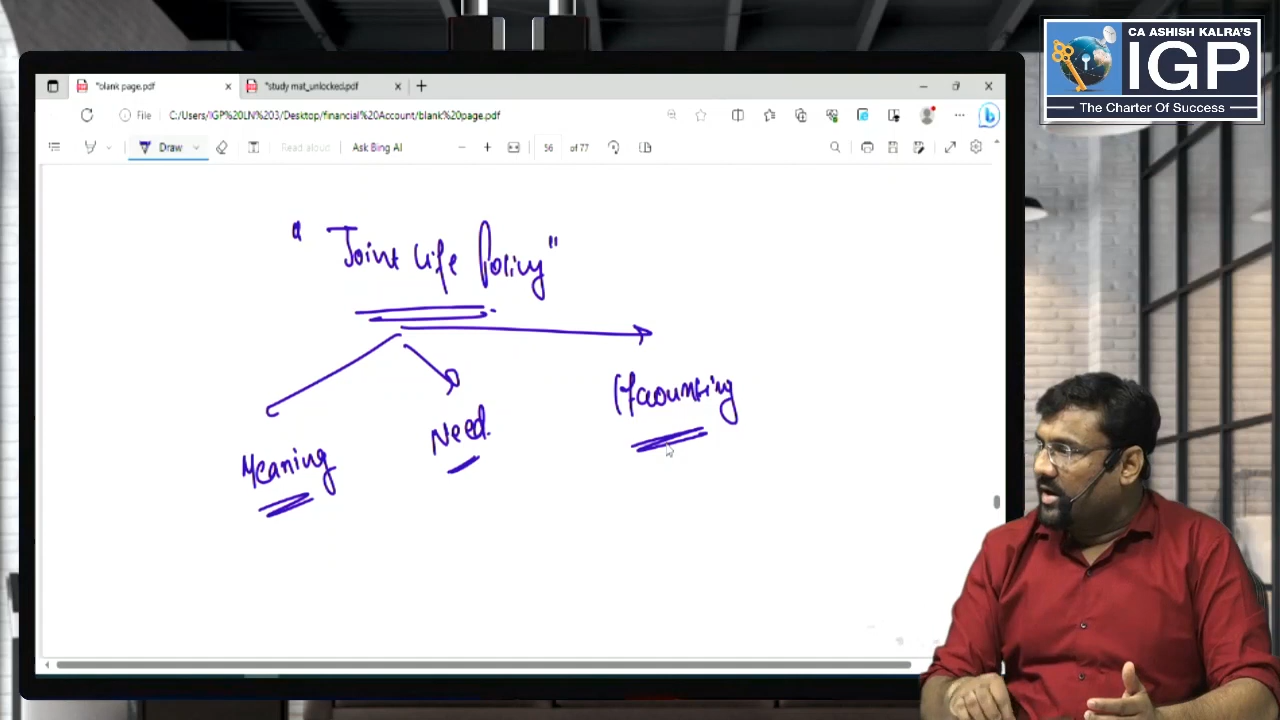 CA ASHISH KALRA'S
IGP
The Charter Of Success
*blank page.pdf
*study mat_unlocked.pdf
File
C:/Users/IGP%20LN%203/Desktop/financial%20Account/blank%20page.pdf
Draw
Read aloud
Ask Bing AI
56 of 77
"Joint Life Policy"
Meaning
Need
Accounting